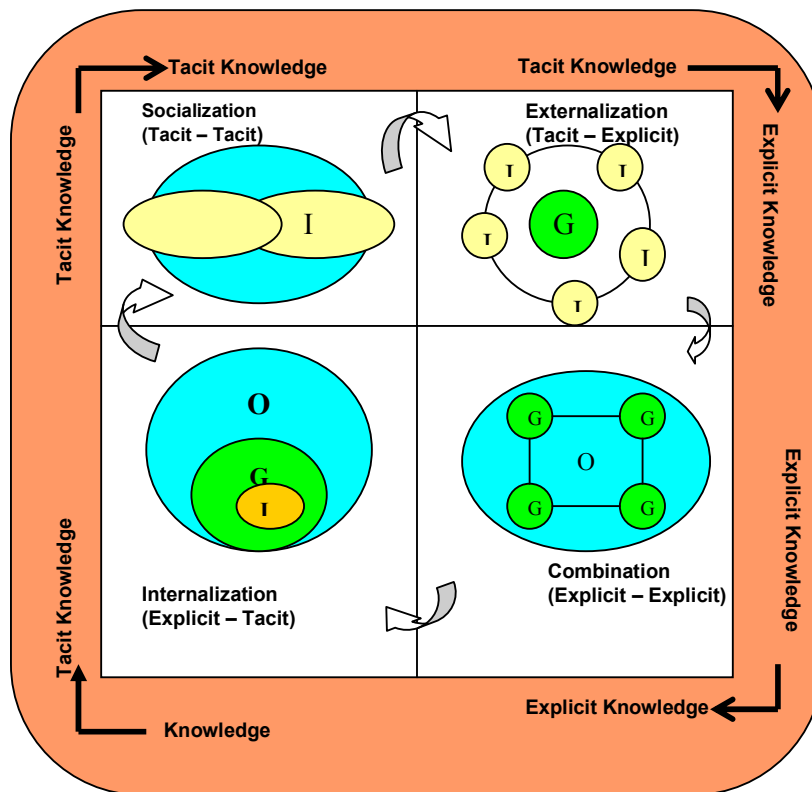 Tacit Knowledge
Tacit Knowledge
Tacit Knowledge
Explicit Knowledge
Socialization
(Tacit – Tacit)
I
Externalization
(Tacit – Explicit)
I
I
I
I
I
G
O
G
I
Internalization
(Explicit – Tacit)
G
G
O
G
G
Combination
(Explicit – Explicit)
Tacit Knowledge
Explicit Knowledge
Knowledge
Explicit Knowledge